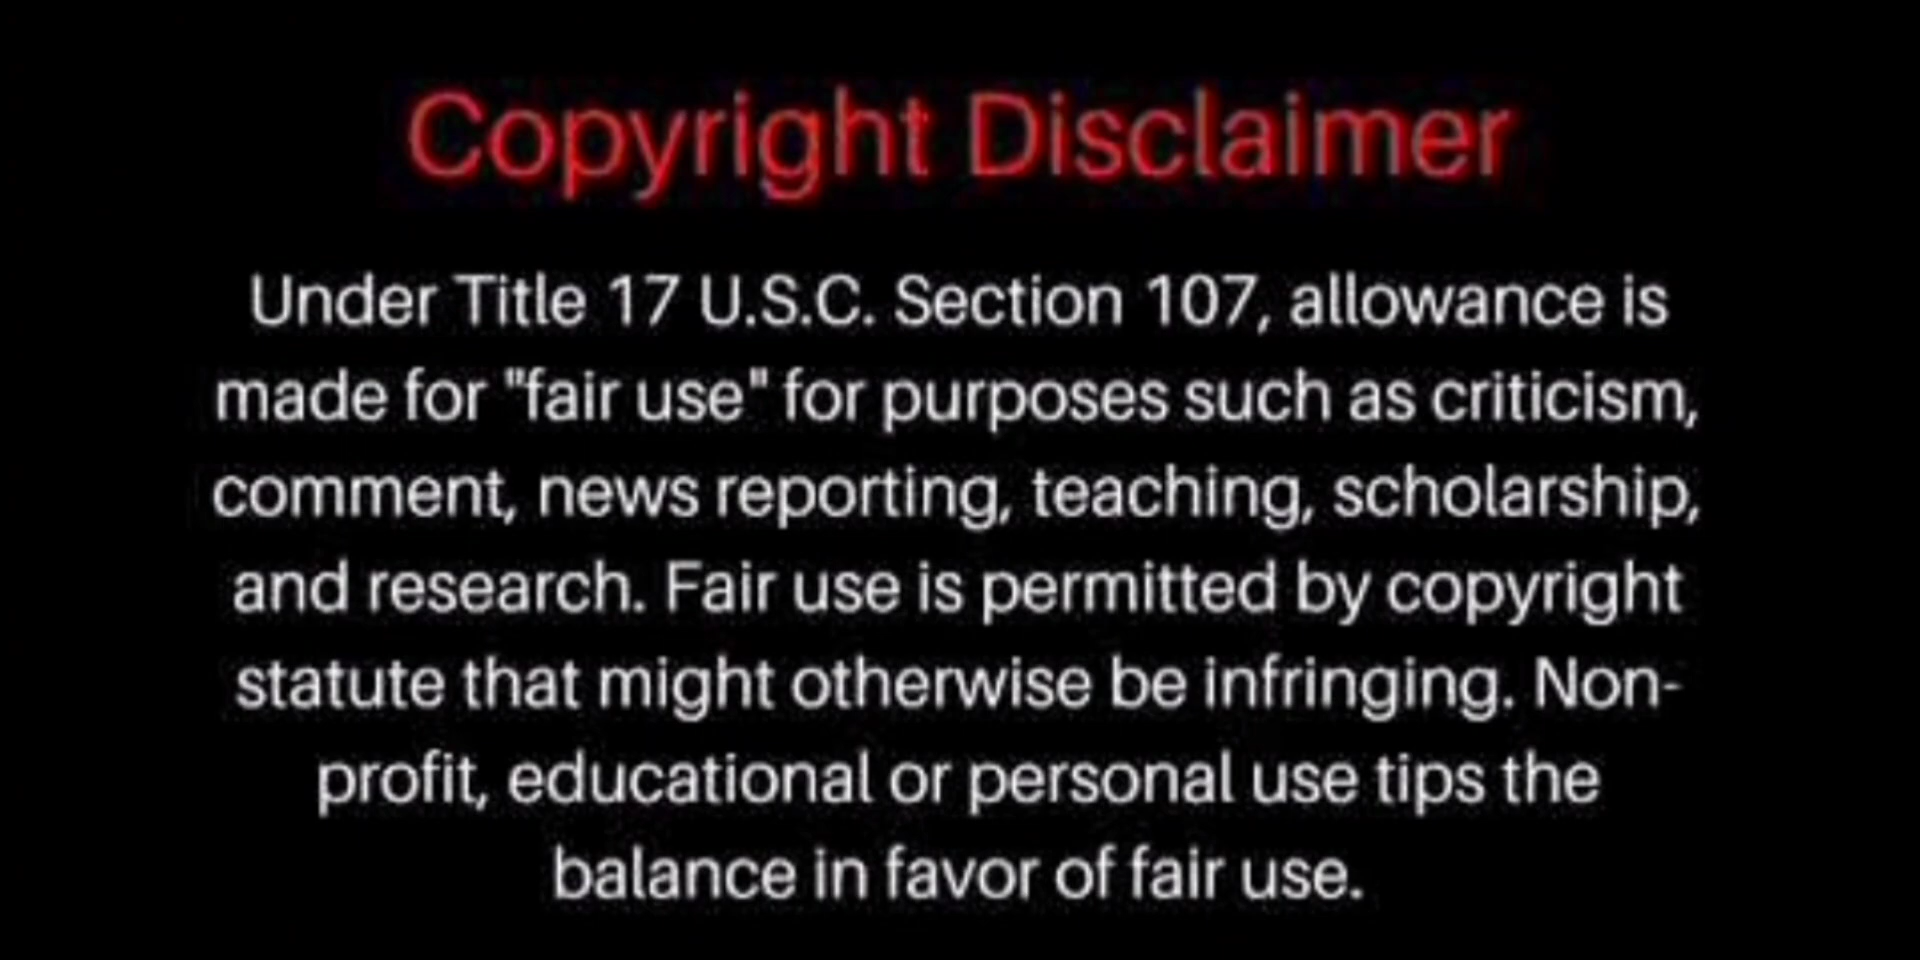 Copyright Disclaimer
Under Title 17 U.S.C. Section 107, allowance is
made for "fair use" for purposes such as criticism,
comment, news reporting, teaching, scholarship,
and research. Fair use is permitted by copyright
statute that might otherwise be infringing. Non-
profit, educational or personal use tips the
balance in favor of fair use.